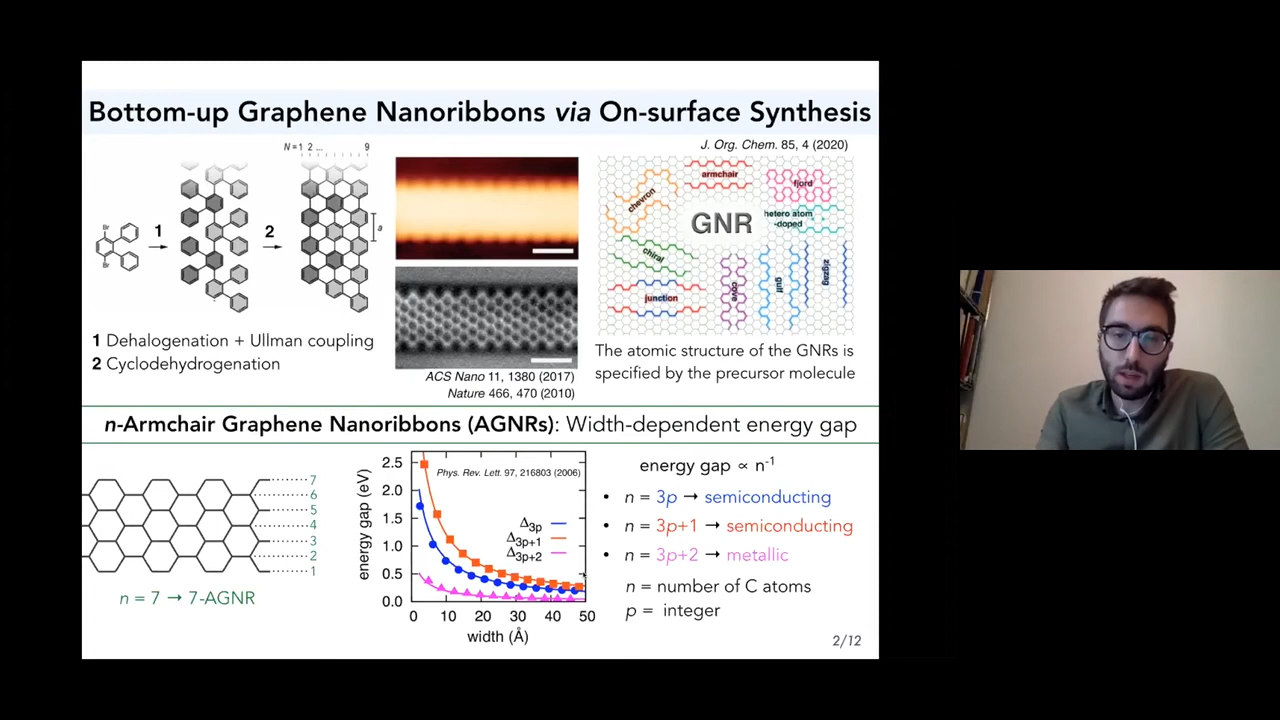 Bottom-up Graphene Nanoribbons via On-surface Synthesis
N = 1 2 ... 9
J. Org. Chem. 85, 4 (2020)
Br
Br
1
2
a
1 Dehalogenation + Ullman coupling
2 Cyclodehydrogenation
ACS Nano 11, 1380 (2017)
Nature 466, 470 (2010)
armchair
chevron
fjord
GNR
hetero atom
-doped
chiral
junction
cove
gulf
zigzag
The atomic structure of the GNRs is
specified by the precursor molecule
n-Armchair Graphene Nanoribbons (AGNRs): Width-dependent energy gap
7
6
5
4
3
2
1
n = 7 → 7-AGNR
energy gap (eV)
2.5
2.0
1.5
1.0
0.5
0.0
Phys. Rev. Lett. 97, 216803 (2006)
Δ3p
Δ3p+1
Δ3p+2
0 10 20 30 40 50
width (Å)
energy gap ∝ n-1
• n = 3p → semiconducting
• n = 3p+1 → semiconducting
• n = 3p+2 → metallic
n = number of C atoms
p = integer
2/12